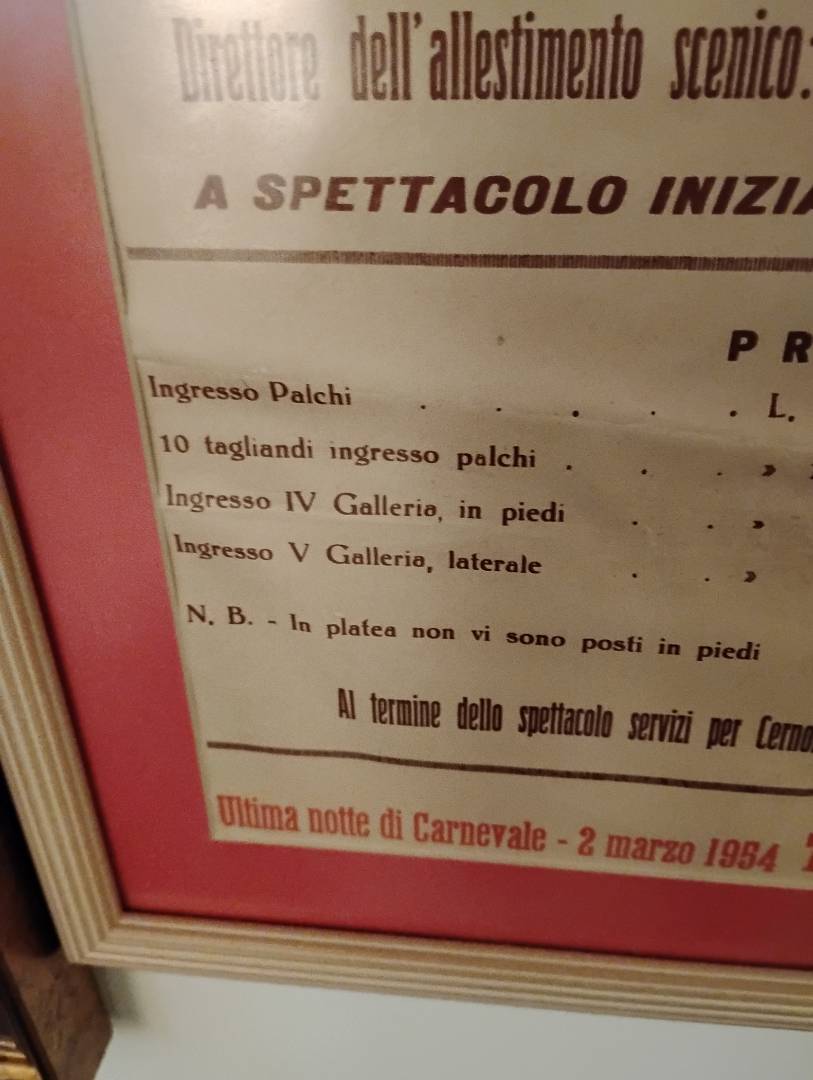 Direttore dell'allestimento scenico:
A SPETTACOLO INIZIA
P R
Ingresso Palchi . . . . . L.
10 tagliandi ingresso palchi . . . »
Ingresso IV Galleria, in piedi . . »
Ingresso V Galleria, laterale . . »
N. B. - In platea non vi sono posti in piedi
Al termine dello spettacolo servizi per Cerno
Ultima notte di Carnevale - 2 marzo 1954